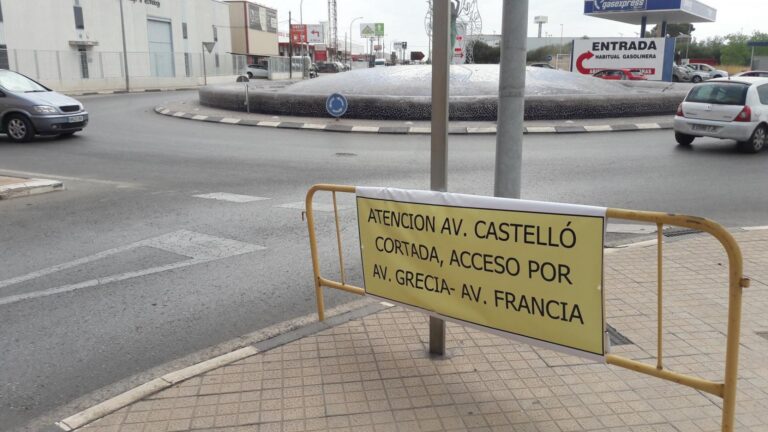 gasexpress
ENTRADA
HABITUAL GASOLINERA
ATENCION AV. CASTELLÓ
CORTADA, ACCESO POR
AV. GRECIA- AV. FRANCIA